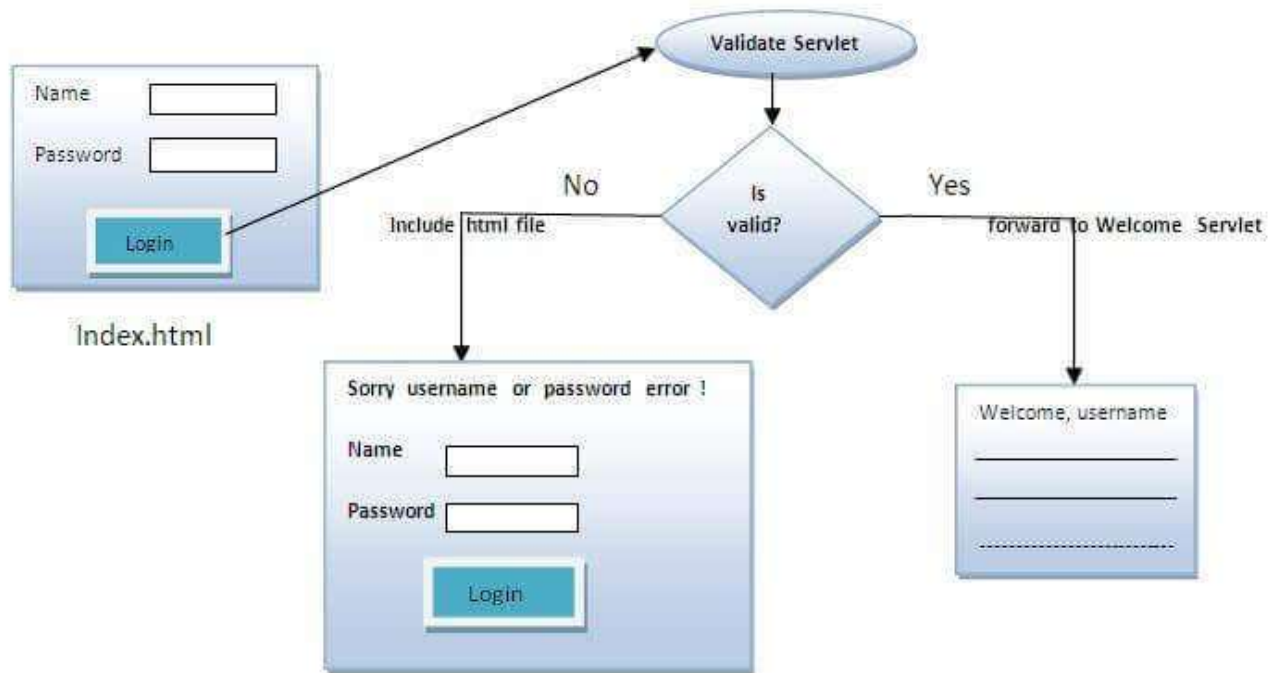 Validate Servlet
Name
Password
Login
Index.html
Is
valid?
No
Include html file
Yes
forward to Welcome Servlet
Sorry username or password error !
Name
Password
Login
Welcome, username